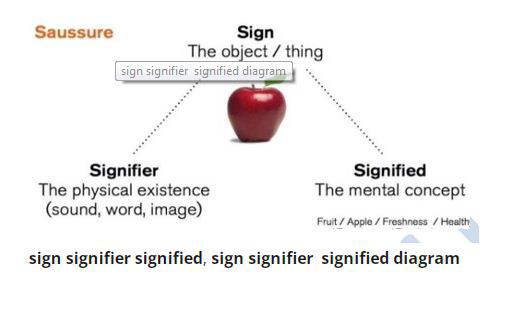 Saussure
Sign
The object / thing
sign signifier  signified diagram
Signifier
The physical existence
(sound, word, image)
Signified
The mental concept
Fruit / Apple / Freshness / Health
sign signifier signified, sign signifier  signified diagram